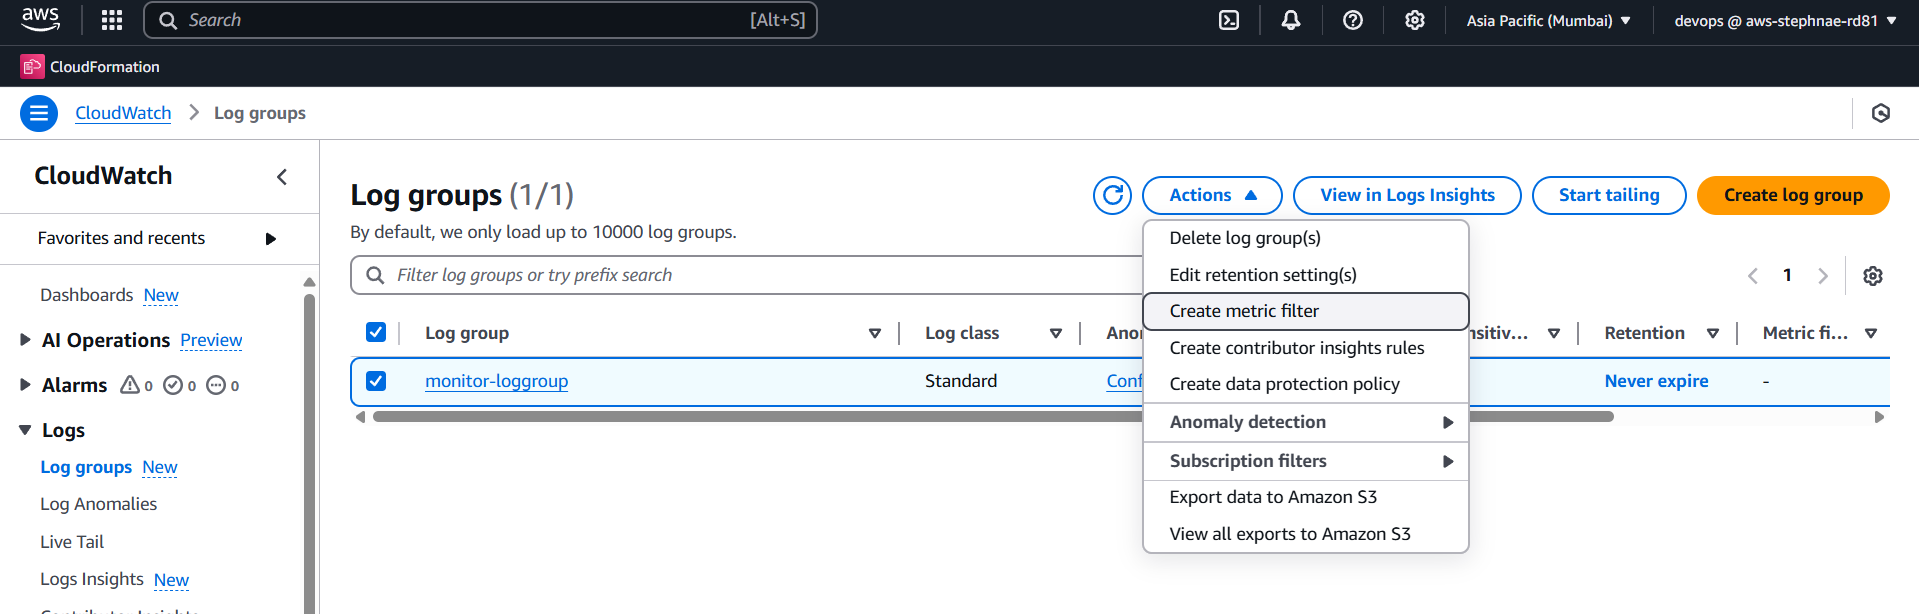 aws
Search [Alt+S]
Asia Pacific (Mumbai) ▼
devops @ aws-stephnae-rd81 ▼
CloudFormation
CloudWatch > Log groups
CloudWatch
Favorites and recents
Dashboards New
AI Operations Preview
Alarms 0 0 0
Logs
Log groups New
Log Anomalies
Live Tail
Logs Insights New
Log groups (1/1)
By default, we only load up to 10000 log groups.
Actions
View in Logs Insights
Start tailing
Create log group
Filter log groups or try prefix search
1
Delete log group(s)
Edit retention setting(s)
Create metric filter
Create contributor insights rules
Create data protection policy
Anomaly detection
Subscription filters
Export data to Amazon S3
View all exports to Amazon S3
Log group Log class Anor nsitiv... Retention Metric fi...
monitor-loggroup Standard Conf Never expire -